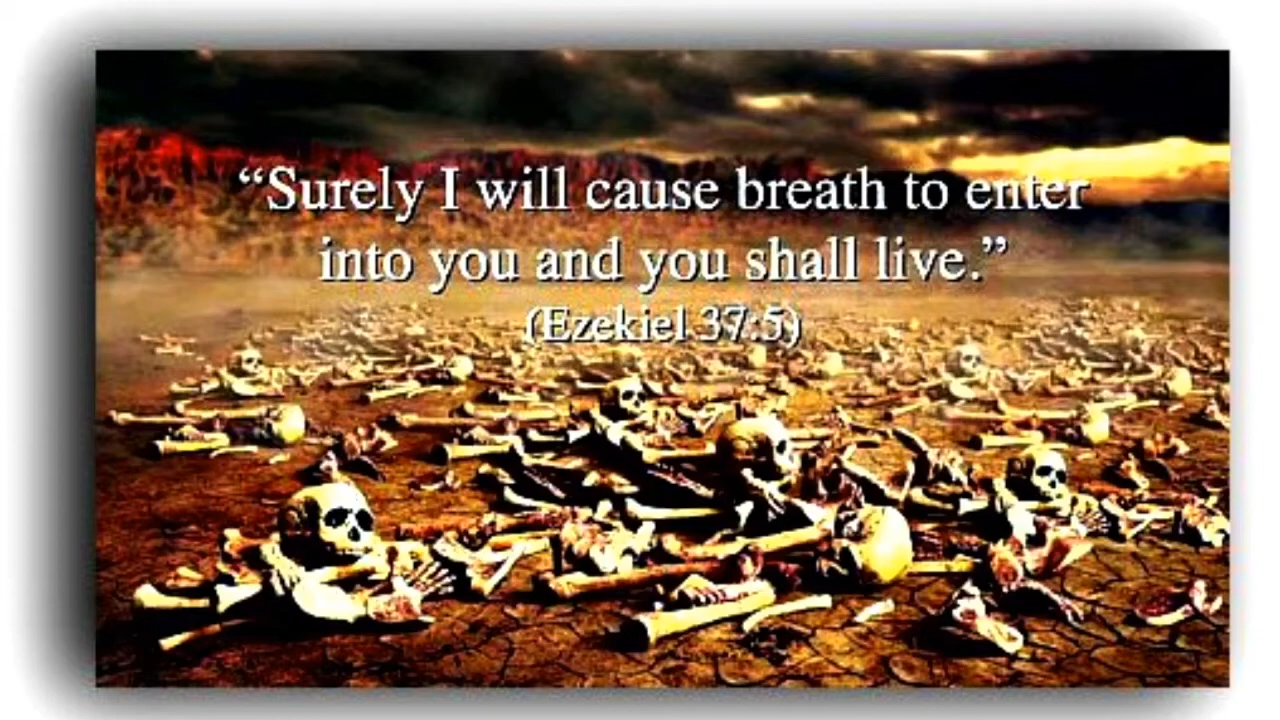 “Surely I will cause breath to enter
into you and you shall live.”
(Ezekiel 37:5)